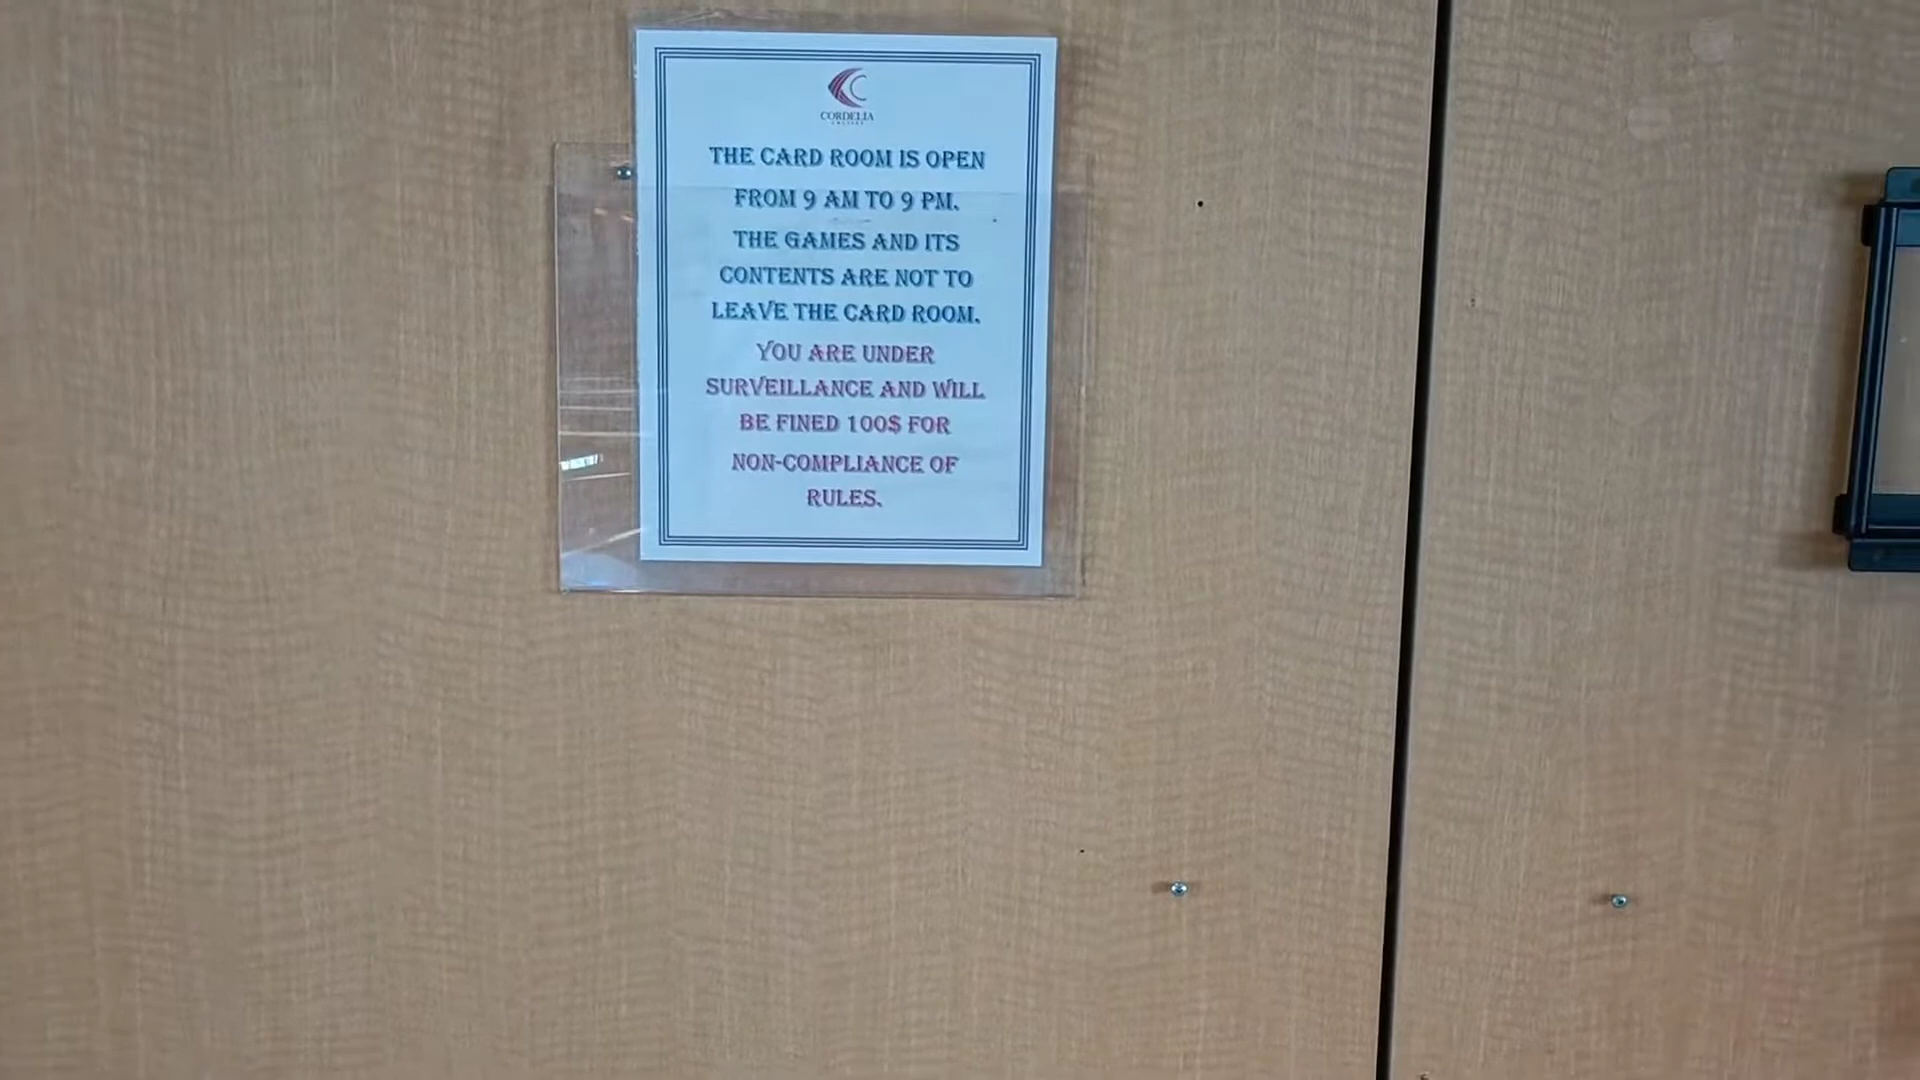 CORDELIA
THE CARD ROOM IS OPEN
FROM 9 AM TO 9 PM.
THE GAMES AND ITS
CONTENTS ARE NOT TO
LEAVE THE CARD ROOM.
YOU ARE UNDER
SURVEILLANCE AND WILL
BE FINED 100$ FOR
NON-COMPLIANCE OF
RULES.